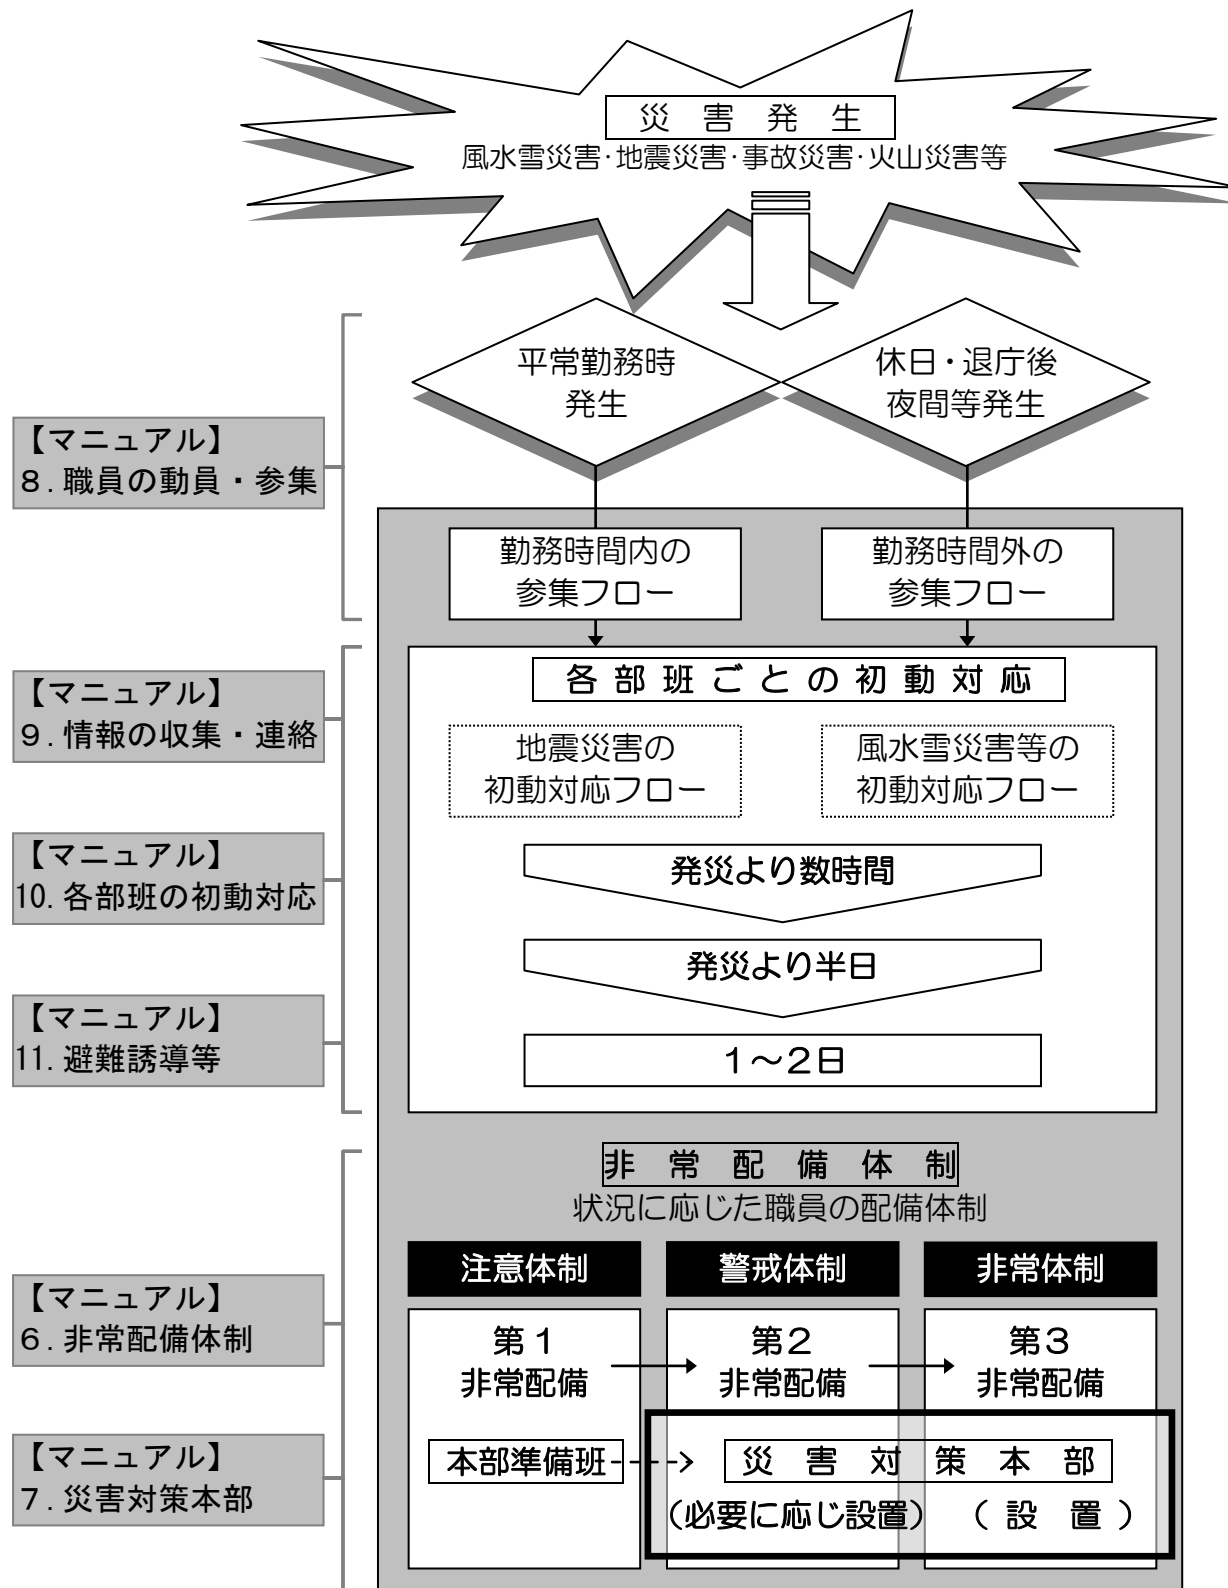 災　害　発　生
風水雪災害･地震災害･事故災害･火山災害等
平常勤務時
発生
休日・退庁後
夜間等発生
【マニュアル】
８．職員の動員・参集
勤務時間内の
参集フロー
勤務時間外の
参集フロー
各部班ごとの初動対応
【マニュアル】
９．情報の収集・連絡
地震災害の
初動対応フロー
風水雪災害等の
初動対応フロー
【マニュアル】
10．各部班の初動対応
発災より数時間
発災より半日
【マニュアル】
11．避難誘導等
１～２日
非　常　配　備　体　制
状況に応じた職員の配備体制
注意体制
警戒体制
非常体制
【マニュアル】
６．非常配備体制
第１
非常配備
第２
非常配備
第３
非常配備
【マニュアル】
７．災害対策本部
本部準備班
災　害　対　策　本　部
（必要に応じ設置）
（ 設　置 ）